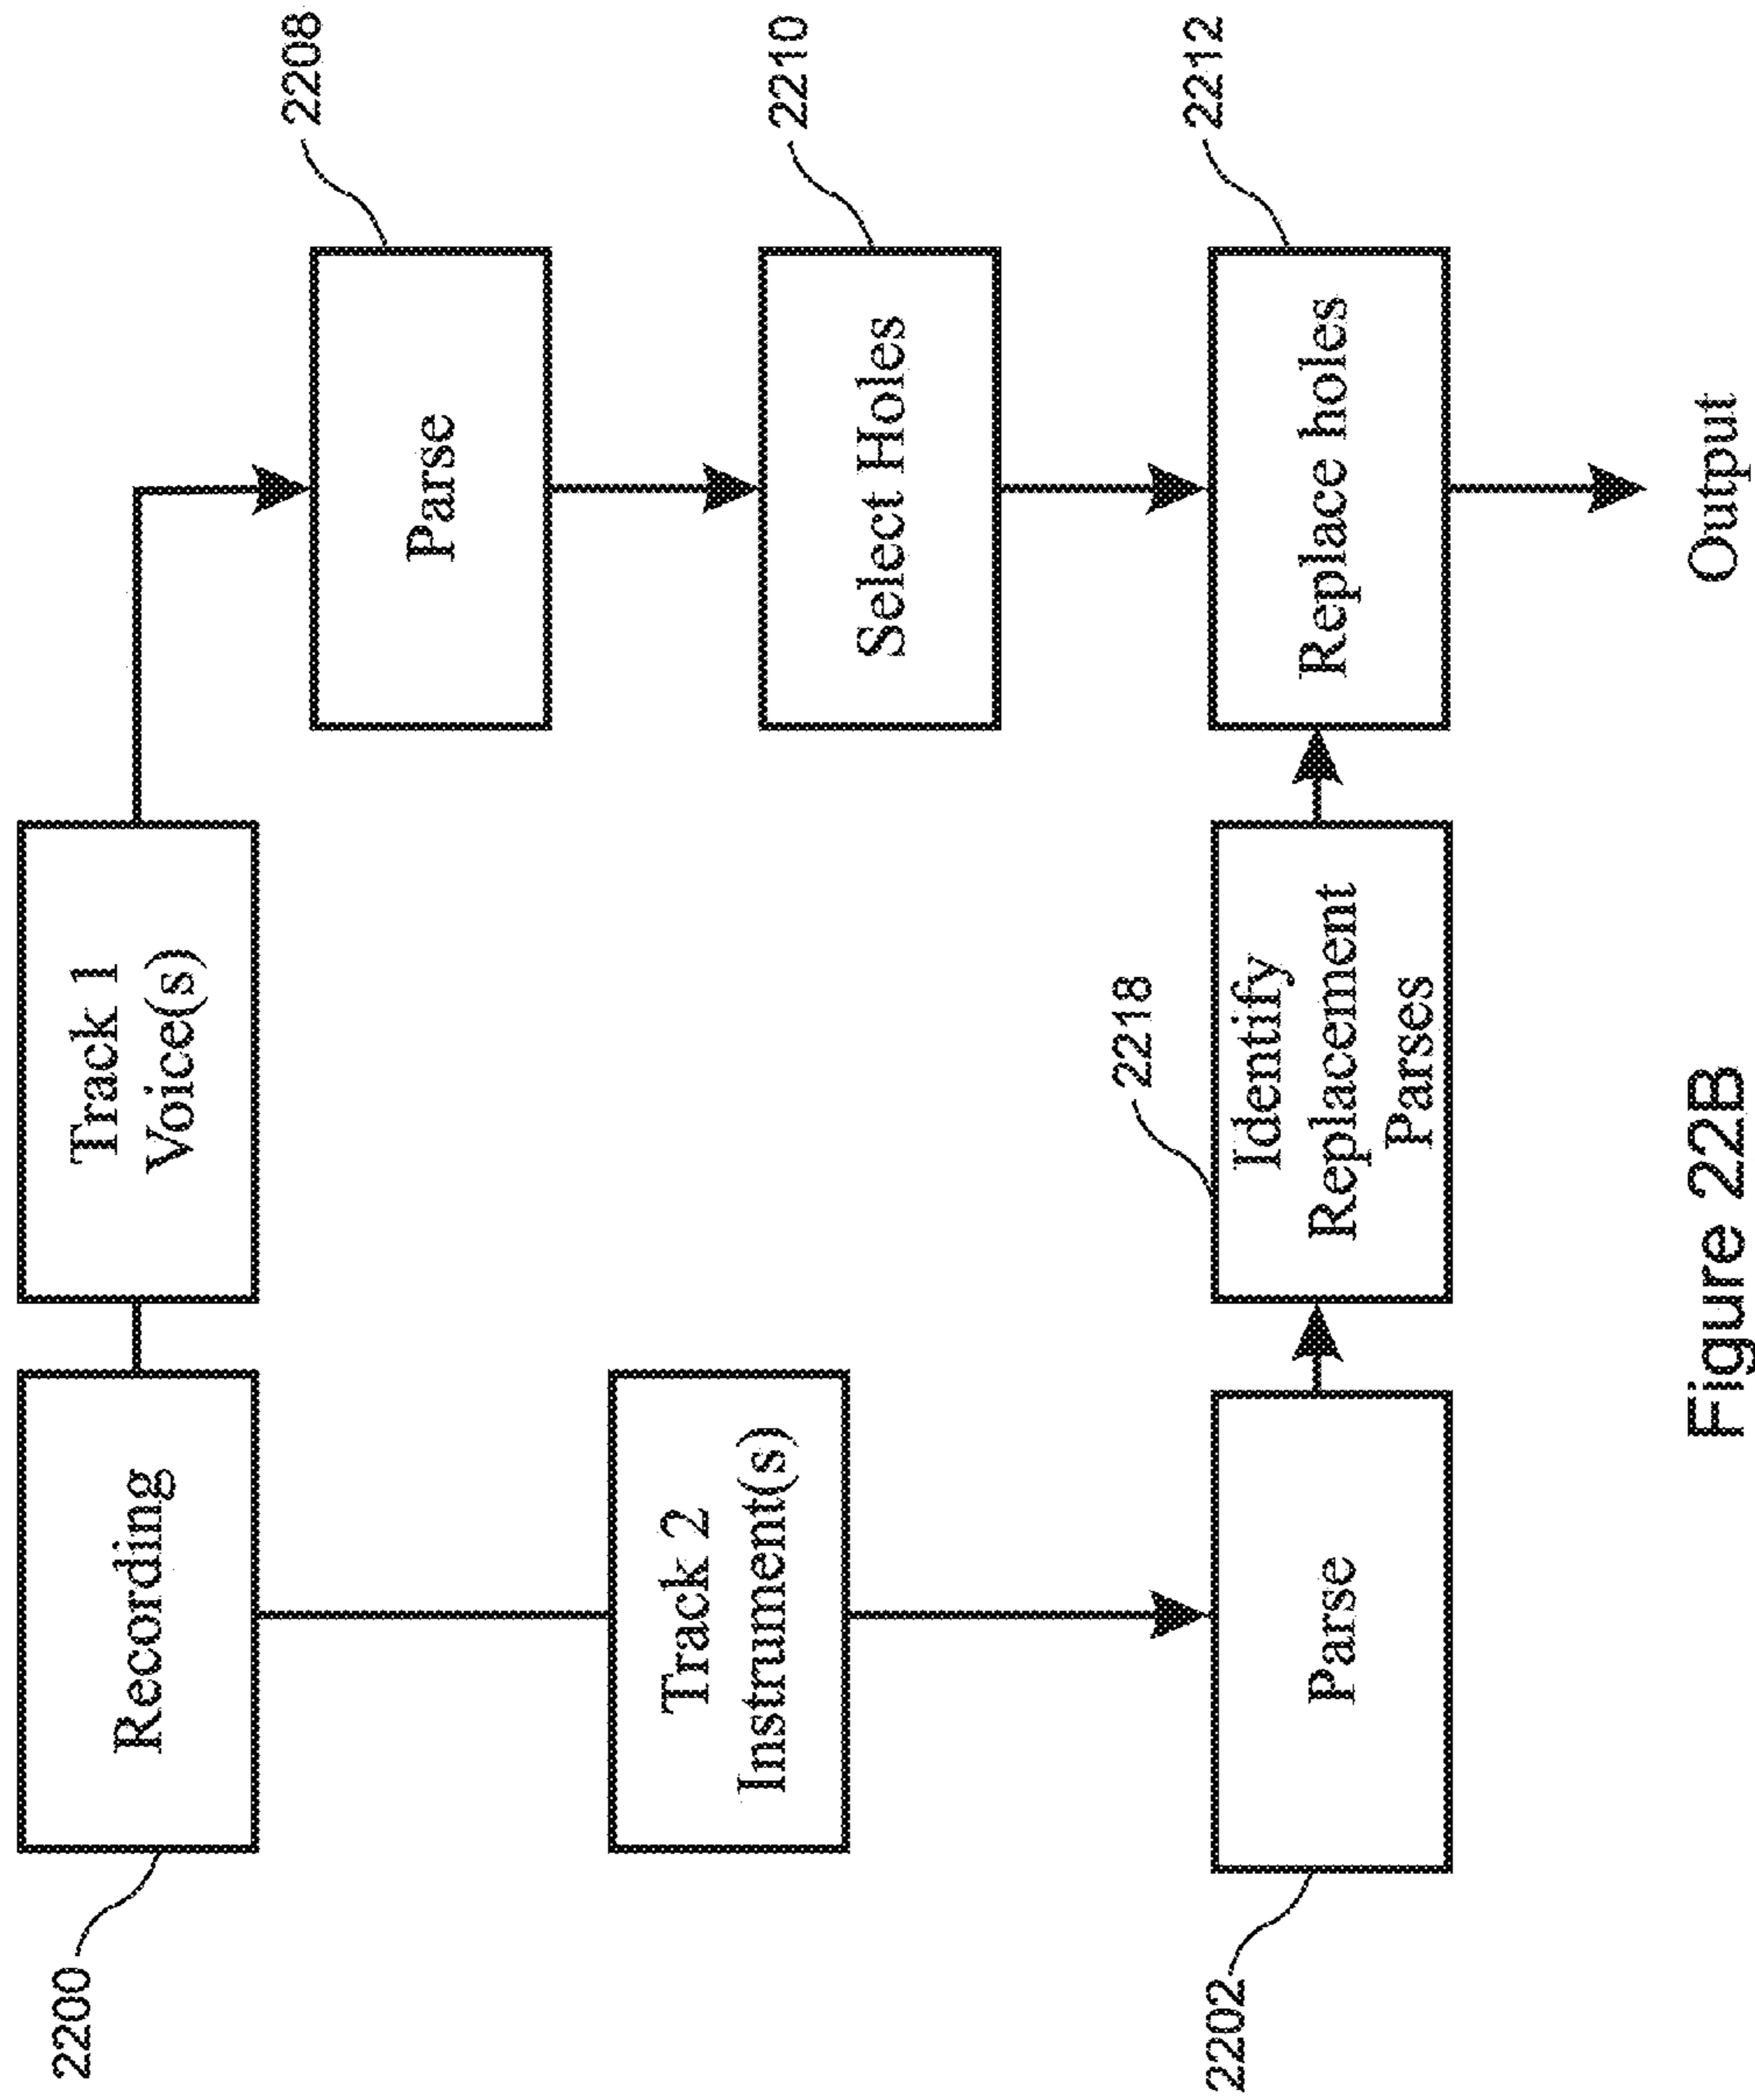 2200
Recording
Track 1
Voice(s)
2208
Parse
Track 2
Instrument(s)
2210
Select Holes
2202
Parse
2218
Identify
Replacement
Parses
2212
Replace holes
Output
Figure 22B